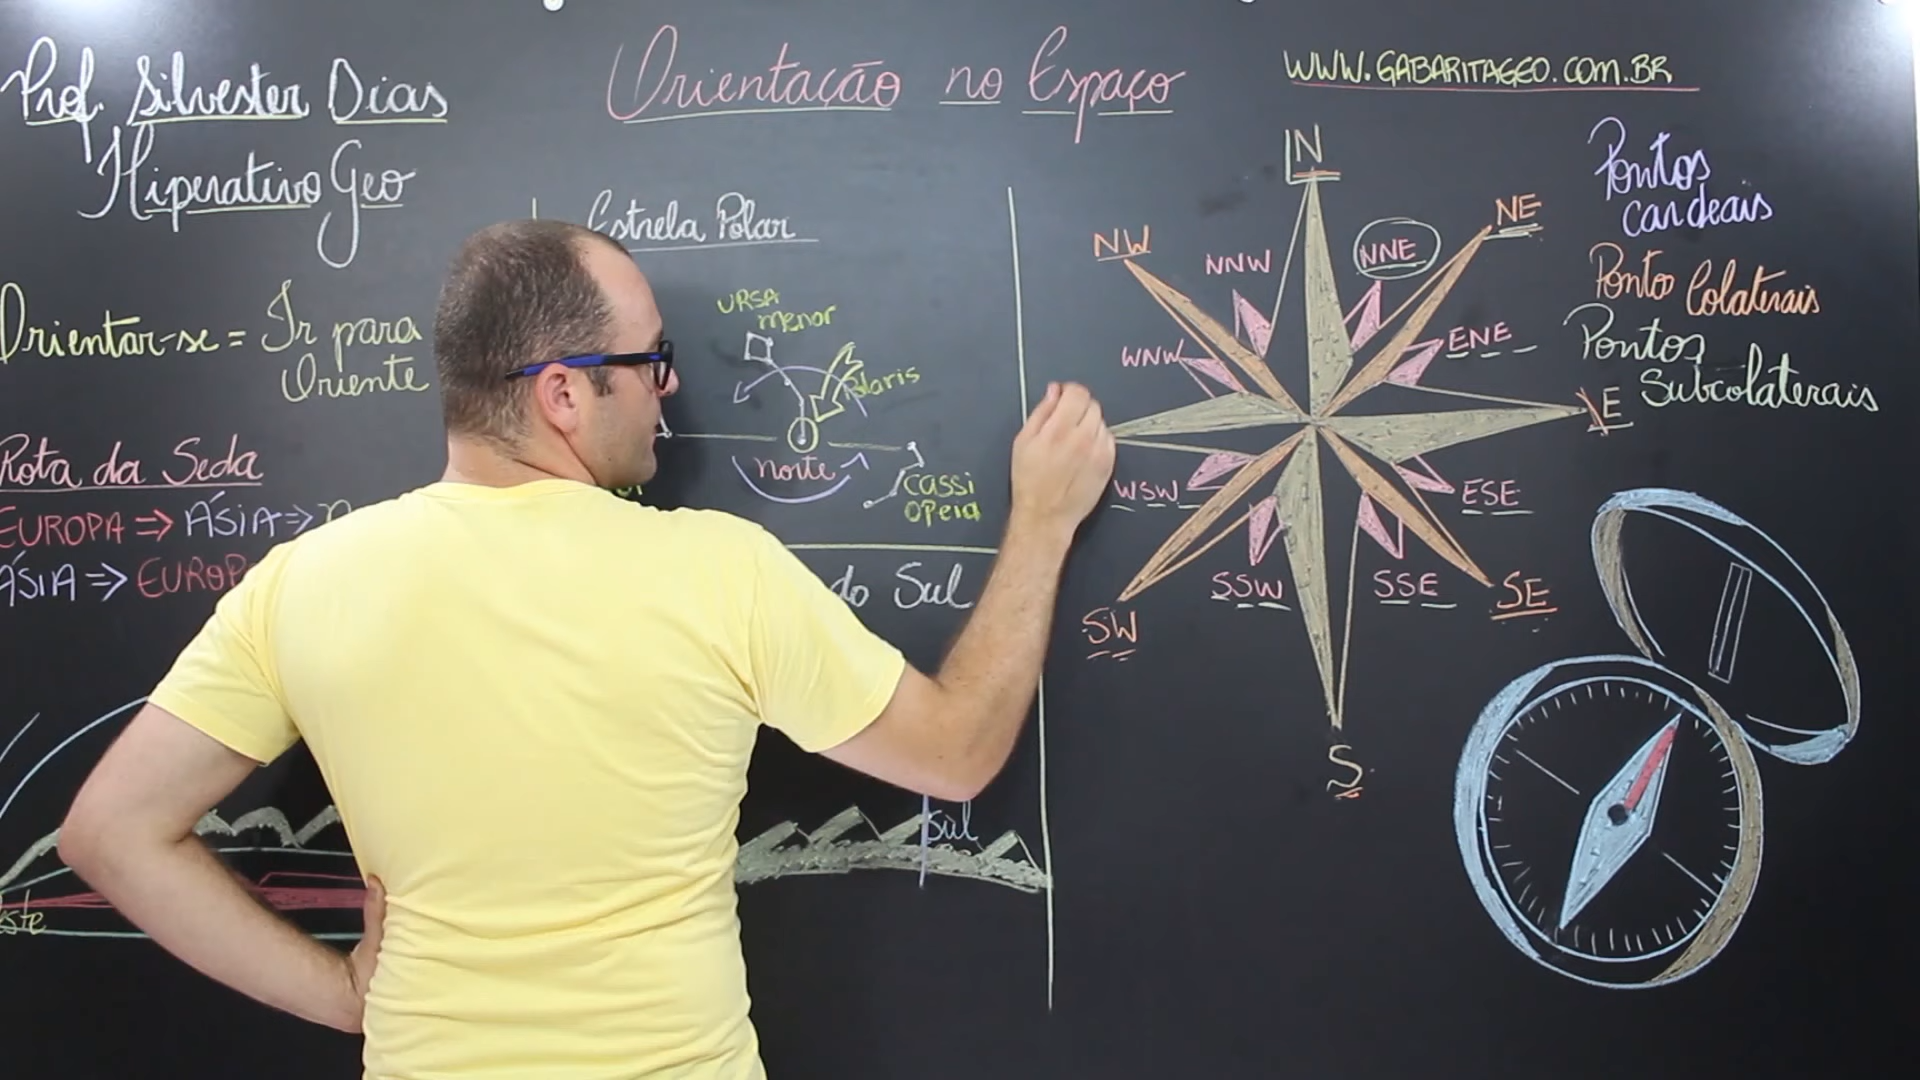 Prof. Silvester Dias
Hiperativo Geo
Orientação no Espaço
WWW.GABARITAGEO.COM.BR
Orientar-se = Ir para
Oriente
Rota da Seda
EUROPA => ÁSIA =>
ÁSIA => EUROPA
Estrela Polar
URSA
menor
Polaris
norte
CASSI
OPEIA
do Sul
Sul
N
NE
NW
NNW
NNE
WNW
ENE
E
WSW
ESE
SSW
SSE
SW
SE
S
Pontos
cardeais
Pontos Colaterais
Pontos
Subcolaterais